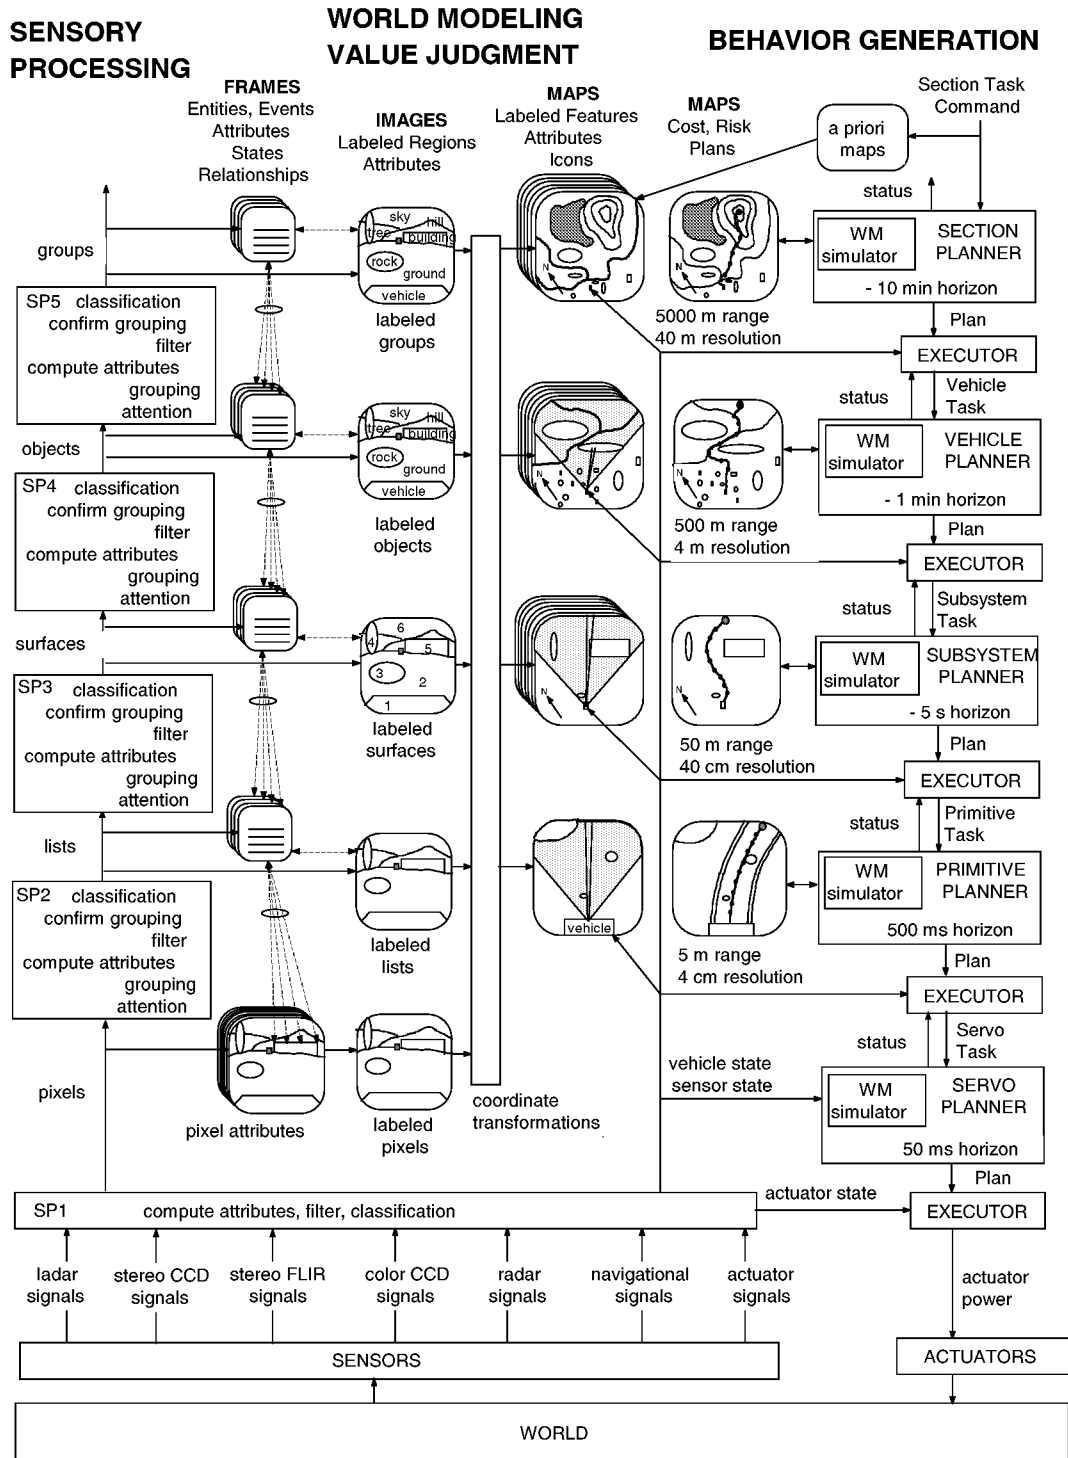 SENSORY
PROCESSING
WORLD MODELING
VALUE JUDGMENT
BEHAVIOR GENERATION
FRAMES
Entities, Events
Attributes
States
Relationships
IMAGES
Labeled Regions
Attributes
MAPS
Labeled Features
Attributes
Icons
MAPS
Cost, Risk
Plans
a priori
maps
Section Task
Command
status
groups
sky
hill
tree
building
rock
ground
vehicle
labeled
groups
N
N
5000 m range
40 m resolution
WM
simulator
SECTION
PLANNER
- 10 min horizon
Plan
EXECUTOR
SP5 classification
confirm grouping
filter
compute attributes
grouping
attention
status
Vehicle
Task
objects
sky
hill
tree
building
rock
ground
vehicle
labeled
objects
N
N
500 m range
4 m resolution
WM
simulator
VEHICLE
PLANNER
- 1 min horizon
Plan
EXECUTOR
SP4 classification
confirm grouping
filter
compute attributes
grouping
attention
status
Subsystem
Task
surfaces
6
4
5
3
2
1
labeled
surfaces
N
N
50 m range
40 cm resolution
WM
simulator
SUBSYSTEM
PLANNER
- 5 s horizon
Plan
EXECUTOR
SP3 classification
confirm grouping
filter
compute attributes
grouping
attention
status
Primitive
Task
lists
labeled
lists
vehicle
5 m range
4 cm resolution
WM
simulator
PRIMITIVE
PLANNER
500 ms horizon
Plan
EXECUTOR
SP2 classification
confirm grouping
filter
compute attributes
grouping
attention
status
Servo
Task
pixels
pixel attributes
labeled
pixels
coordinate
transformations
vehicle state
sensor state
WM
simulator
SERVO
PLANNER
50 ms horizon
Plan
SP1 compute attributes, filter, classification
actuator state
EXECUTOR
ladar
signals
stereo CCD
signals
stereo FLIR
signals
color CCD
signals
radar
signals
navigational
signals
actuator
signals
actuator
power
SENSORS
ACTUATORS
WORLD